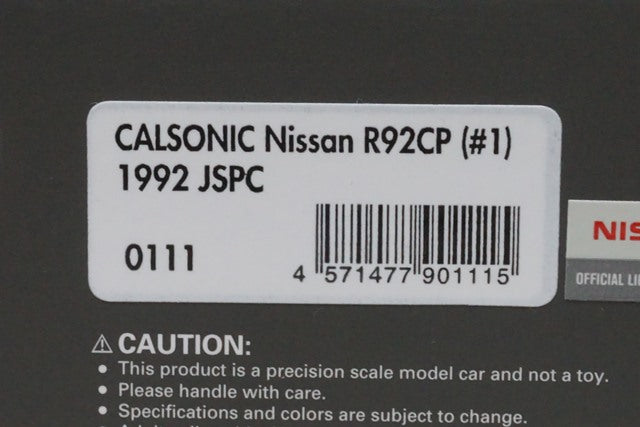 CALSONIC Nissan R92CP (#1)
1992 JSPC
0111
4 571477 901115
NIS
OFFICIAL LI
⚠ CAUTION:
• This product is a precision scale model car and not a toy.
• Please handle with care.
• Specifications and colors are subject to change.